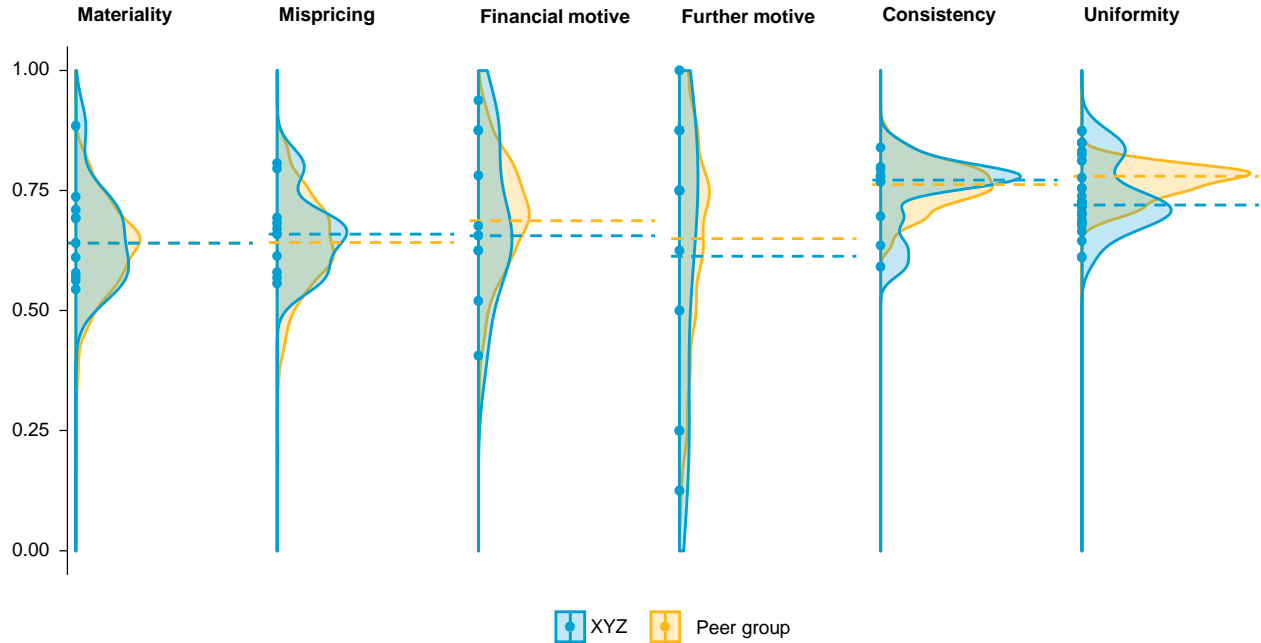 Materiality Mispricing Financial motive Further motive Consistency Uniformity
1.00
0.75
0.50
0.25
0.00
XYZ Peer group